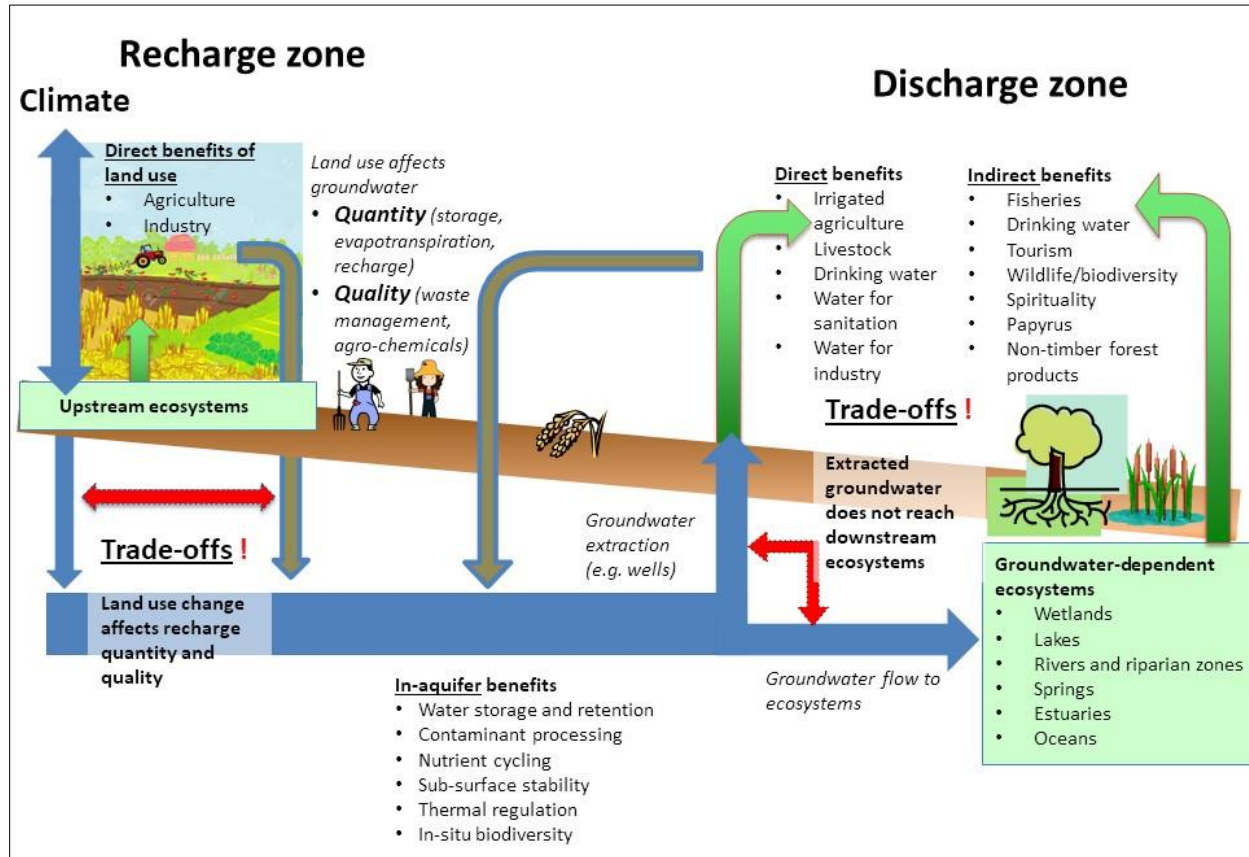 Recharge zone
Discharge zone
Climate
Direct benefits of
land use
• Agriculture
• Industry
Land use affects
groundwater
• Quantity (storage,
evapotranspiration,
recharge)
• Quality (waste
management,
agro-chemicals)
Direct benefits
• Irrigated
agriculture
• Livestock
• Drinking water
• Water for
sanitation
• Water for
industry
Indirect benefits
• Fisheries
• Drinking water
• Tourism
• Wildlife/biodiversity
• Spirituality
• Papyrus
• Non-timber forest
products
Upstream ecosystems
Trade-offs !
Extracted
groundwater
does not reach
downstream
ecosystems
Trade-offs !
Land use change
affects recharge
quantity and
quality
Groundwater
extraction
(e.g. wells)
Groundwater-dependent
ecosystems
• Wetlands
• Lakes
• Rivers and riparian zones
• Springs
• Estuaries
• Oceans
Groundwater flow to
ecosystems
In-aquifer benefits
• Water storage and retention
• Contaminant processing
• Nutrient cycling
• Sub-surface stability
• Thermal regulation
• In-situ biodiversity